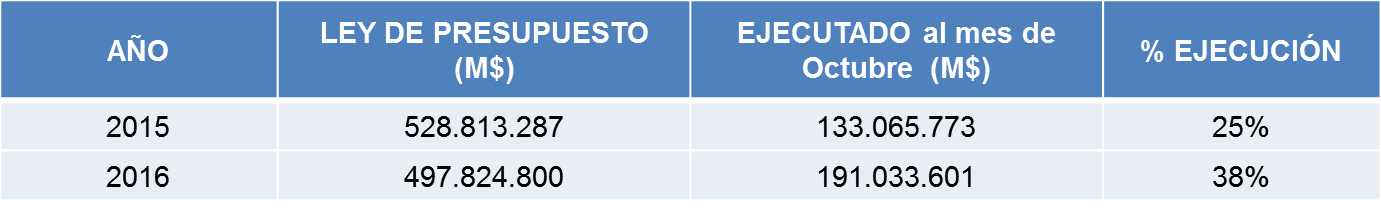 AÑO
LEY DE PRESUPUESTO
(M$)
EJECUTADO al mes de
Octubre (M$)
% EJECUCIÓN
2015 528.813.287 133.065.773 25%
2016 497.824.800 191.033.601 38%